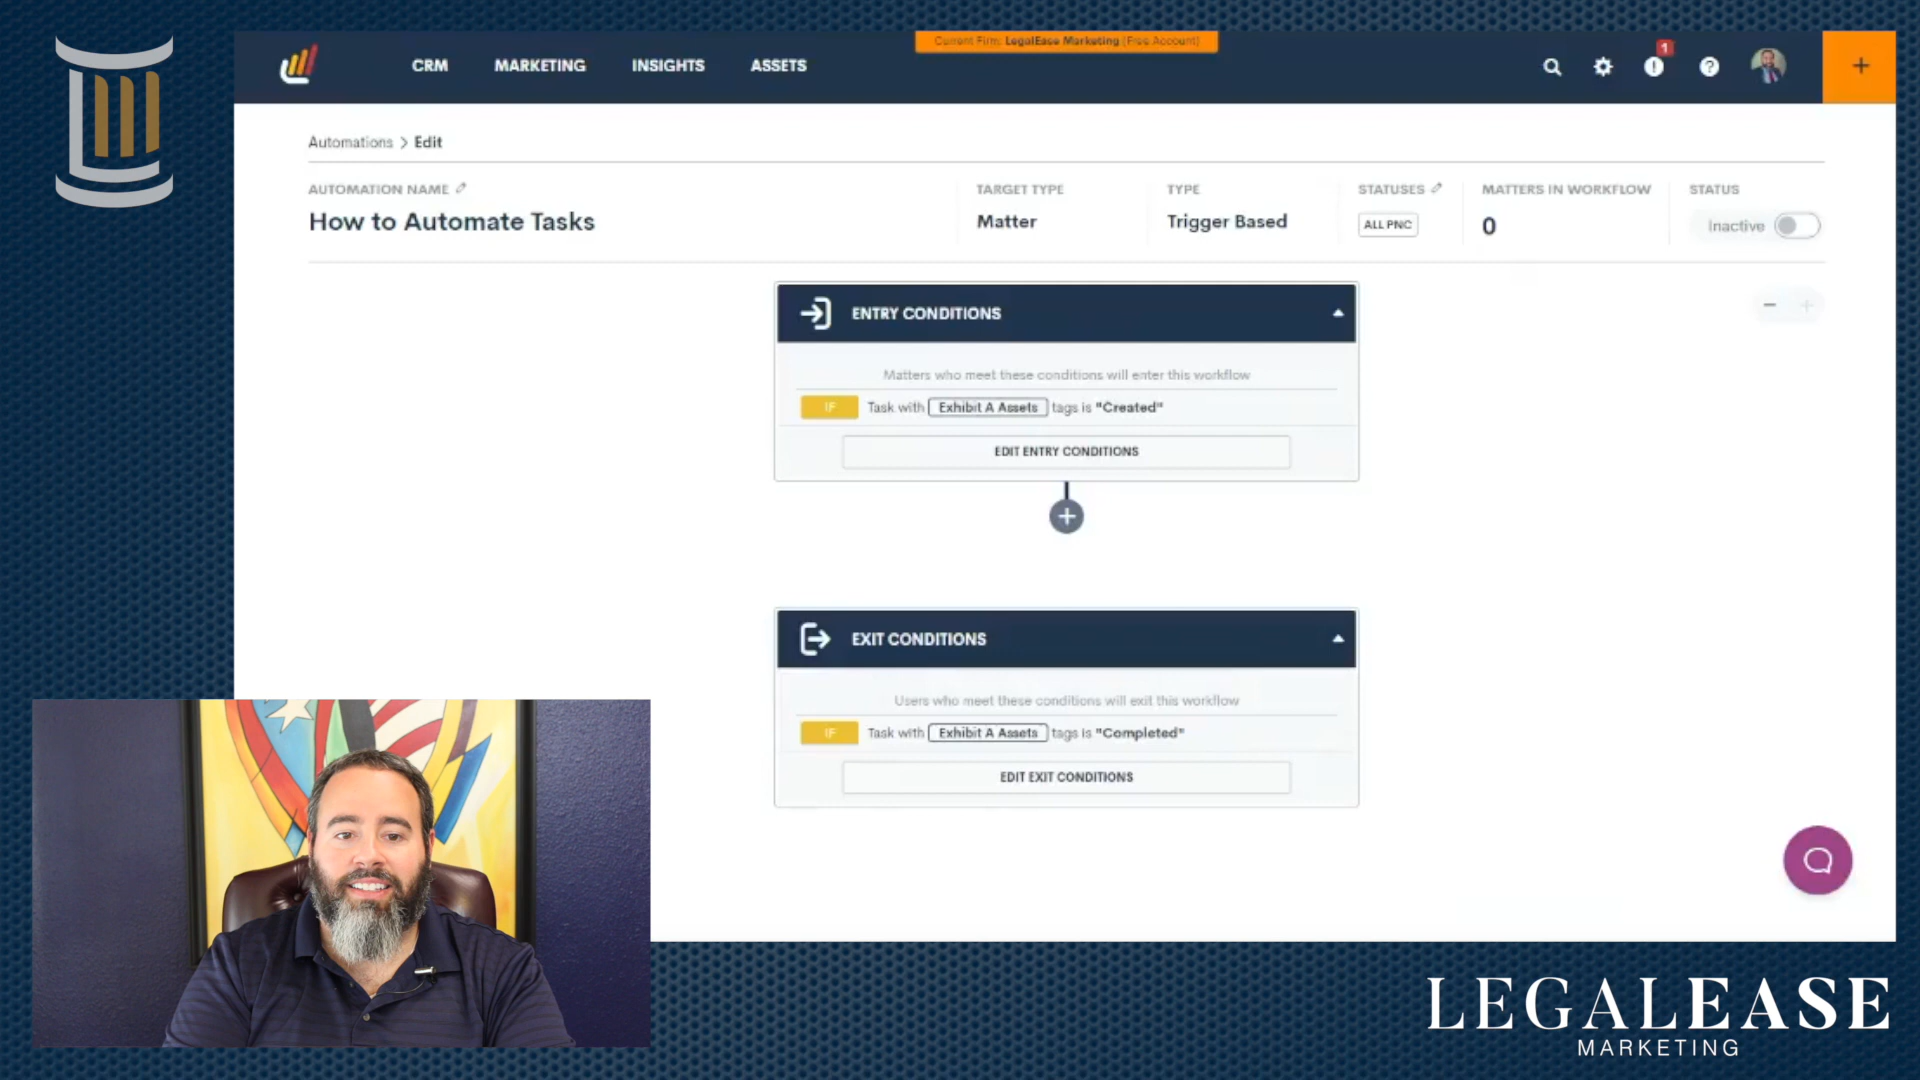 Current Firm: LegalEase Marketing (Free Account)
CRM MARKETING INSIGHTS ASSETS
1
Automations > Edit
AUTOMATION NAME
How to Automate Tasks
TARGET TYPE
Matter
TYPE
Trigger Based
STATUSES
ALL PNC
MATTERS IN WORKFLOW
0
STATUS
Inactive
ENTRY CONDITIONS
Matters who meet these conditions will enter this workflow
IF Task with Exhibit A Assets tags is "Created"
EDIT ENTRY CONDITIONS
EXIT CONDITIONS
Users who meet these conditions will exit this workflow
IF Task with Exhibit A Assets tags is "Completed"
EDIT EXIT CONDITIONS
LEGALEASE
MARKETING